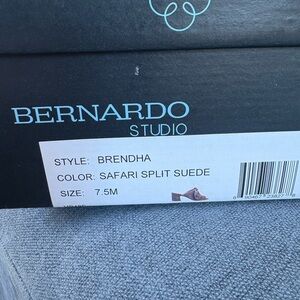 BERNARDO
STUDIO
STYLE: BRENDHA
COLOR: SAFARI SPLIT SUEDE
SIZE: 7.5M